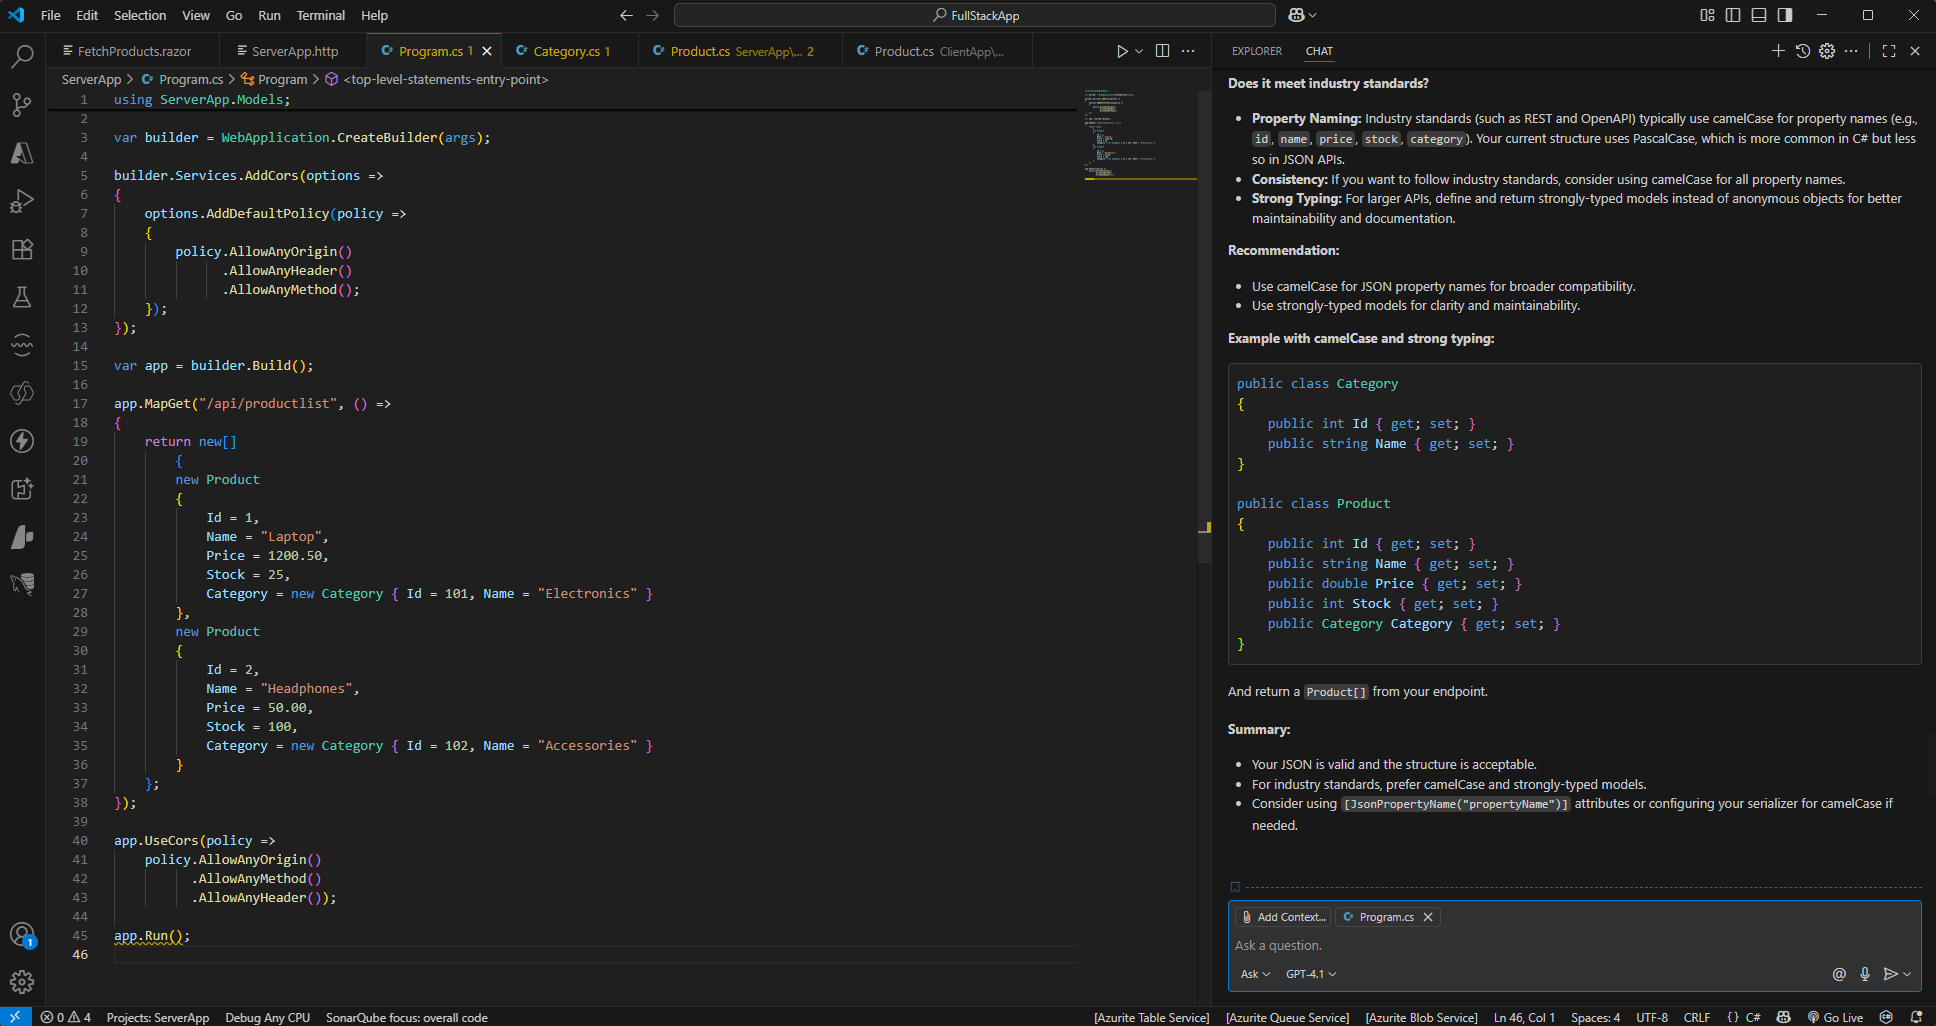 File Edit Selection View Go Run Terminal Help
FullStackApp
FetchProducts.razor ServerApp.http Program.cs 1 Category.cs 1 Product.cs ServerApp\... 2 Product.cs ClientApp\...
EXPLORER CHAT
ServerApp > Program.cs > Program > <top-level-statements-entry-point>
1 using ServerApp.Models;
2
3 var builder = WebApplication.CreateBuilder(args);
4
5 builder.Services.AddCors(options =>
6 {
7 options.AddDefaultPolicy(policy =>
8 {
9 policy.AllowAnyOrigin()
10 .AllowAnyHeader()
11 .AllowAnyMethod();
12 });
13 });
14
15 var app = builder.Build();
16
17 app.MapGet("/api/productlist", () =>
18 {
19 return new[]
20 {
21 new Product
22 {
23 Id = 1,
24 Name = "Laptop",
25 Price = 1200.50,
26 Stock = 25,
27 Category = new Category { Id = 101, Name = "Electronics" }
28 },
29 new Product
30 {
31 Id = 2,
32 Name = "Headphones",
33 Price = 50.00,
34 Stock = 100,
35 Category = new Category { Id = 102, Name = "Accessories" }
36 }
37 };
38 });
39
40 app.UseCors(policy =>
41 policy.AllowAnyOrigin()
42 .AllowAnyMethod()
43 .AllowAnyHeader());
44
45 app.Run();
46
Does it meet industry standards?
• Property Naming: Industry standards (such as REST and OpenAPI) typically use camelCase for property names (e.g.,
id, name, price, stock, category). Your current structure uses PascalCase, which is more common in C# but less
so in JSON APIs.
• Consistency: If you want to follow industry standards, consider using camelCase for all property names.
• Strong Typing: For larger APIs, define and return strongly-typed models instead of anonymous objects for better
maintainability and documentation.
Recommendation:
• Use camelCase for JSON property names for broader compatibility.
• Use strongly-typed models for clarity and maintainability.
Example with camelCase and strong typing:
public class Category
{
public int Id { get; set; }
public string Name { get; set; }
}
public class Product
{
public int Id { get; set; }
public string Name { get; set; }
public double Price { get; set; }
public int Stock { get; set; }
public Category Category { get; set; }
}
And return a Product[] from your endpoint.
Summary:
• Your JSON is valid and the structure is acceptable.
• For industry standards, prefer camelCase and strongly-typed models.
• Consider using [JsonPropertyName("propertyName")] attributes or configuring your serializer for camelCase if
needed.
Add Context... Program.cs
Ask a question.
Ask GPT-4.1 @
1
0 4 Projects: ServerApp Debug Any CPU SonarQube focus: overall code
[Azurite Table Service] [Azurite Queue Service] [Azurite Blob Service] Ln 46, Col 1 Spaces: 4 UTF-8 CRLF {} C# Go Live